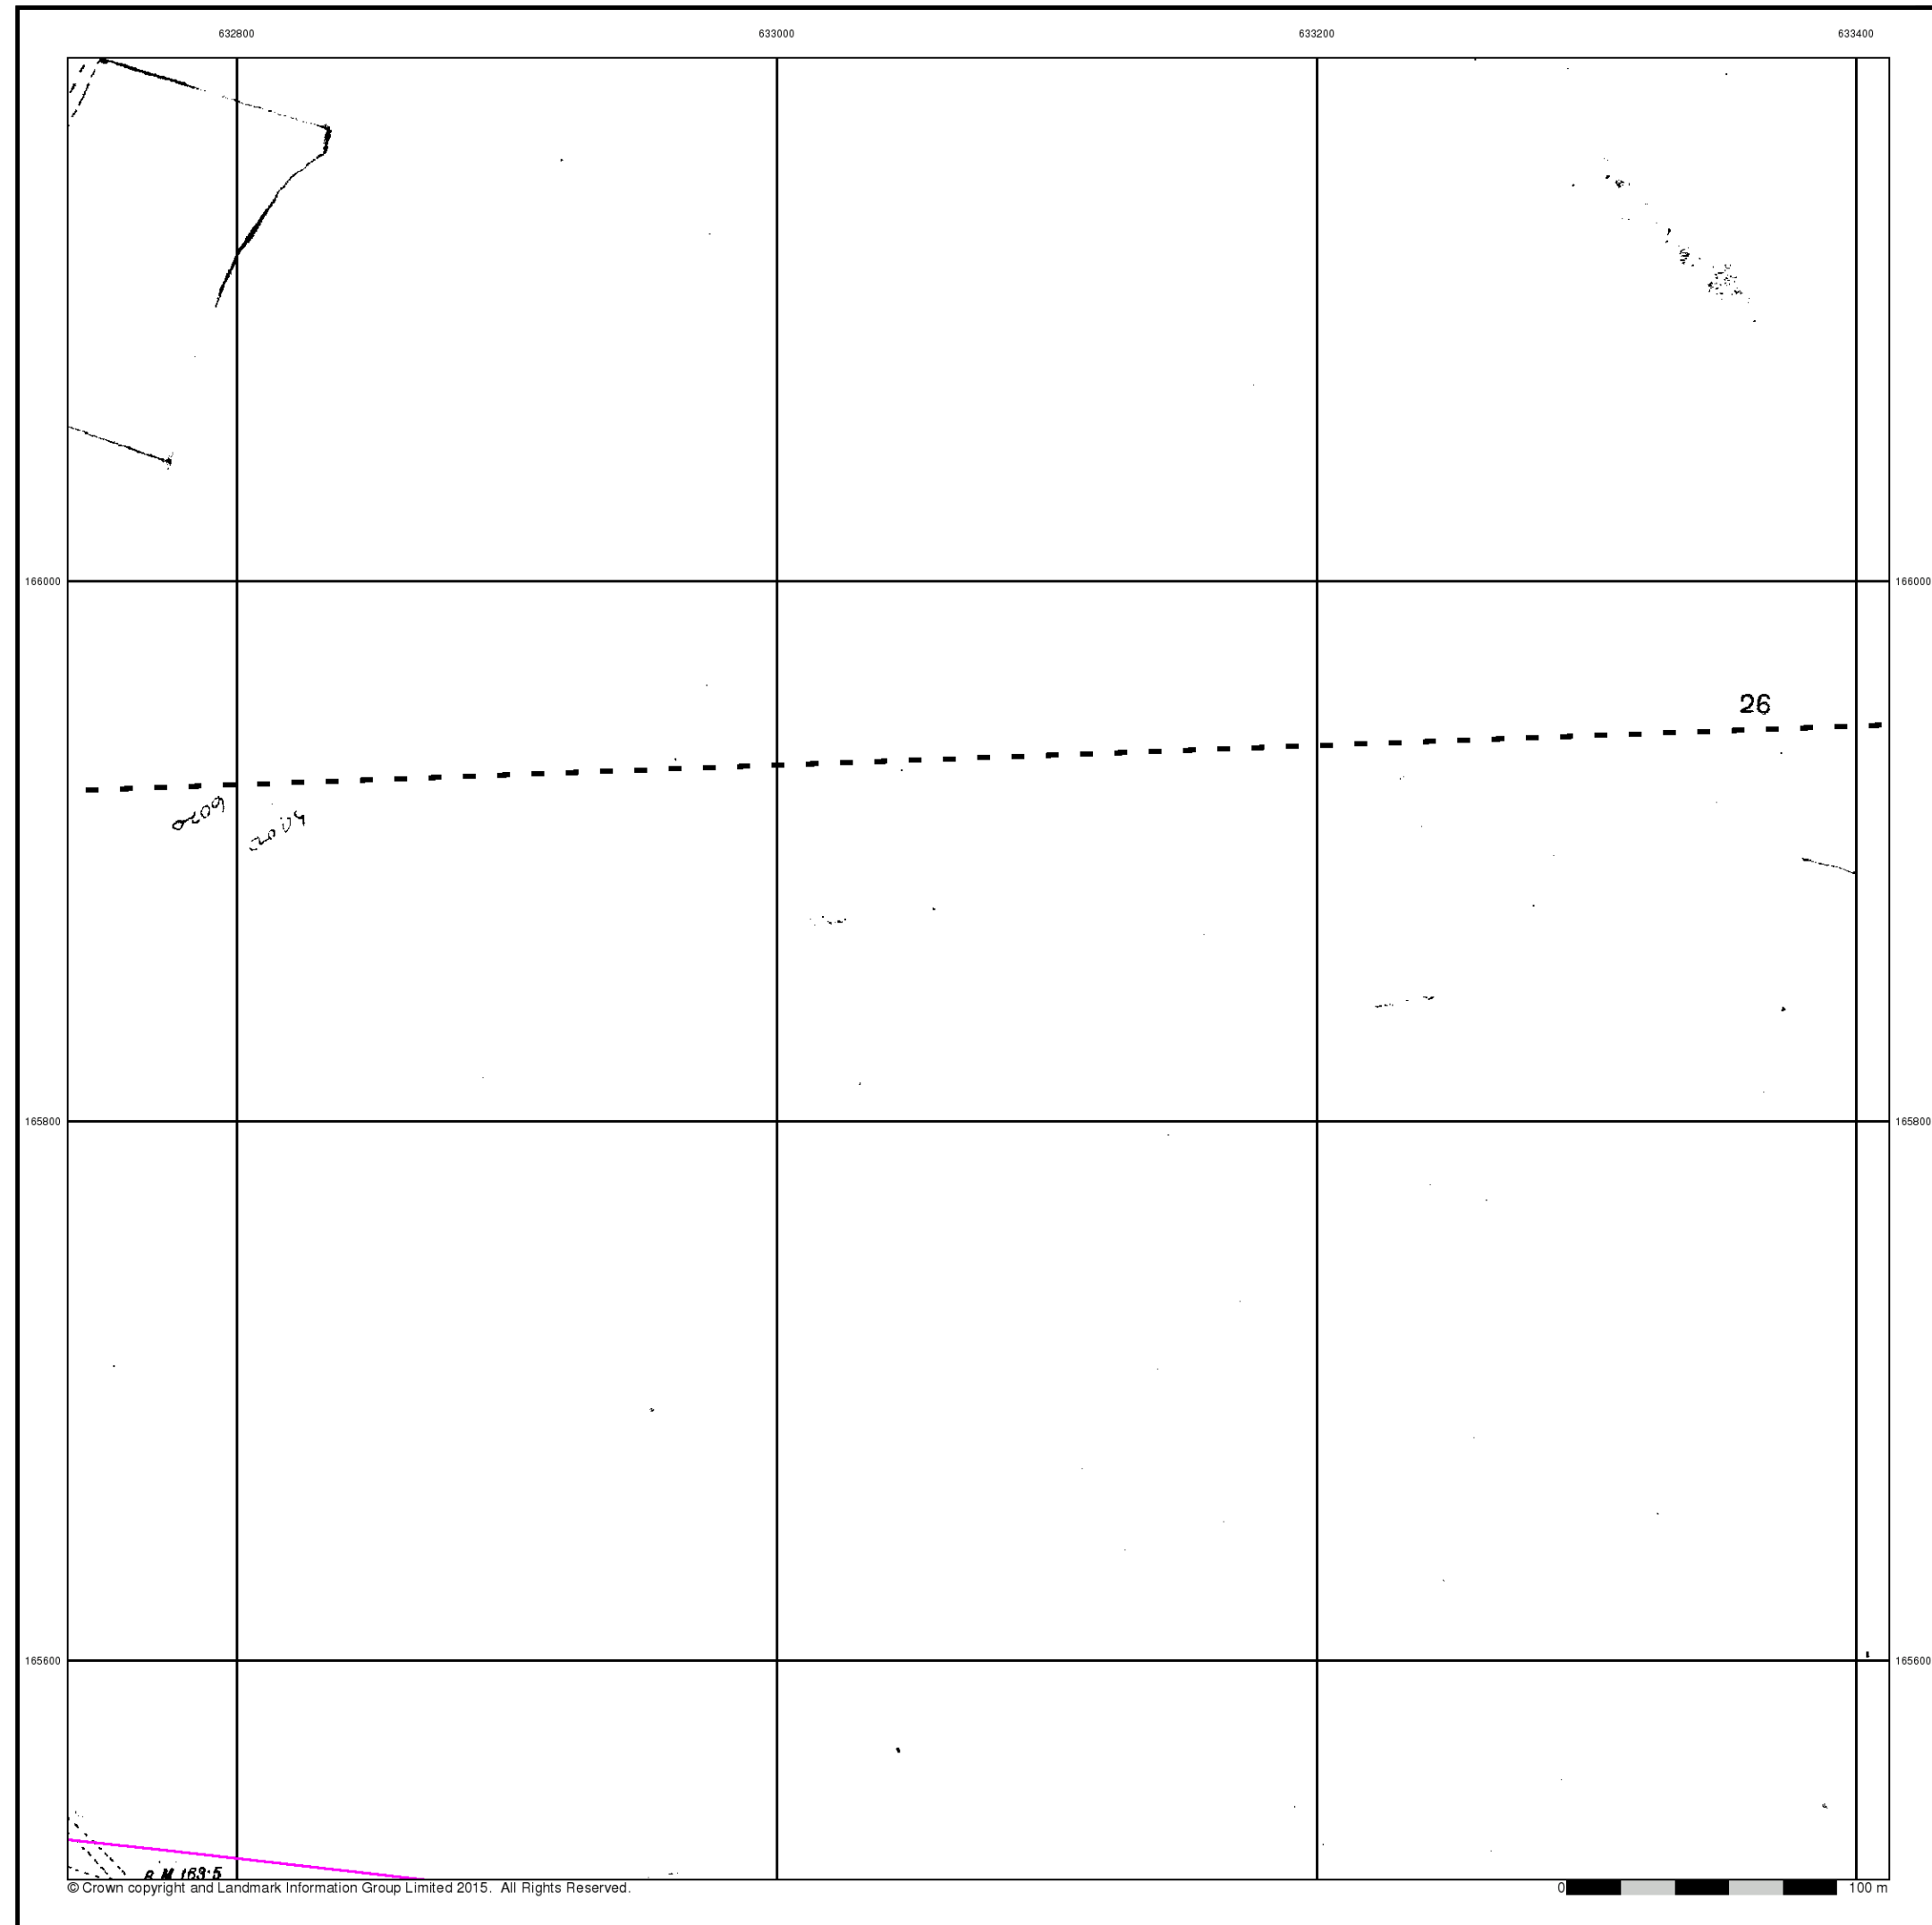 632800 633000 633200 633400
166000 166000
26
165800 165800
165600 165600
B.M.163·5
© Crown copyright and Landmark Information Group Limited 2015. All Rights Reserved.
0 100 m